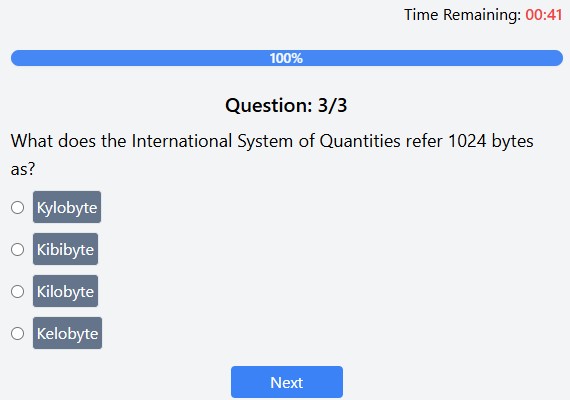 Time Remaining: 00:41
100%
Question: 3/3
What does the International System of Quantities refer 1024 bytes
as?
Kylobyte
Kibibyte
Kilobyte
Kelobyte
Next